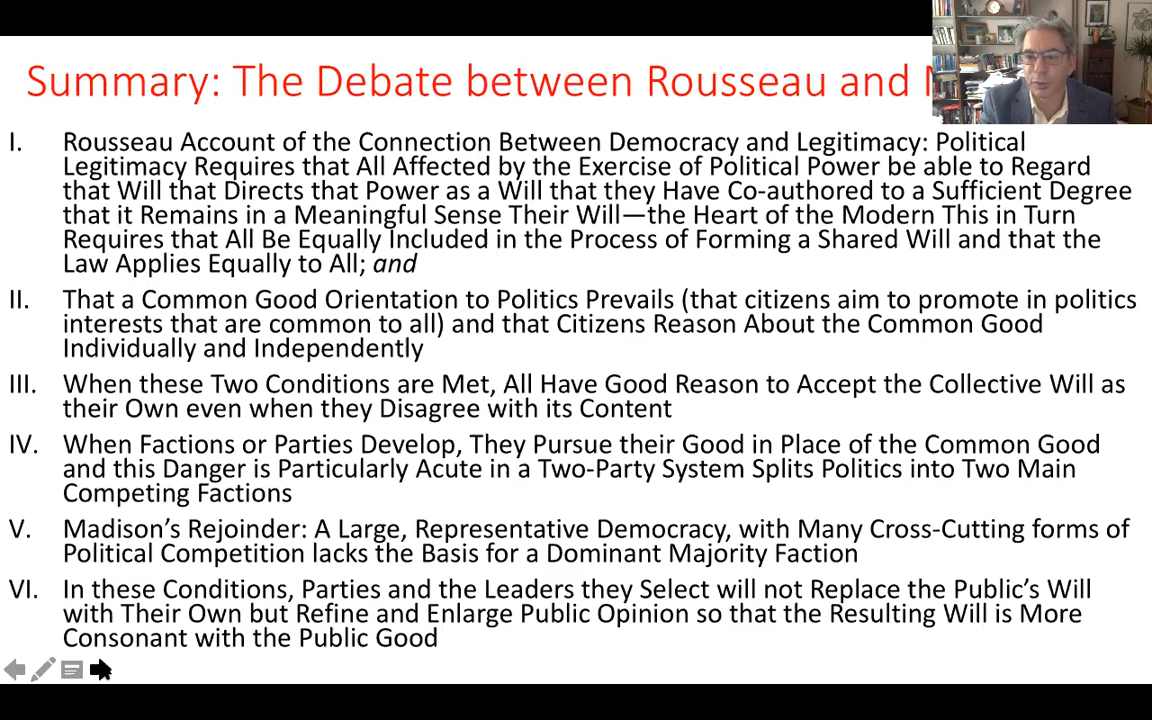 Summary: The Debate between Rousseau and
I. Rousseau Account of the Connection Between Democracy and Legitimacy: Political
Legitimacy Requires that All Affected by the Exercise of Political Power be able to Regard
that Will that Directs that Power as a Will that they Have Co-authored to a Sufficient Degree
that it Remains in a Meaningful Sense Their Will—the Heart of the Modern This in Turn
Requires that All Be Equally Included in the Process of Forming a Shared Will and that the
Law Applies Equally to All; and
II. That a Common Good Orientation to Politics Prevails (that citizens aim to promote in politics
interests that are common to all) and that Citizens Reason About the Common Good
Individually and Independently
III. When these Two Conditions are Met, All Have Good Reason to Accept the Collective Will as
their Own even when they Disagree with its Content
IV. When Factions or Parties Develop, They Pursue their Good in Place of the Common Good
and this Danger is Particularly Acute in a Two-Party System Splits Politics into Two Main
Competing Factions
V. Madison’s Rejoinder: A Large, Representative Democracy, with Many Cross-Cutting forms of
Political Competition lacks the Basis for a Dominant Majority Faction
VI. In these Conditions, Parties and the Leaders they Select will not Replace the Public’s Will
with Their Own but Refine and Enlarge Public Opinion so that the Resulting Will is More
Consonant with the Public Good